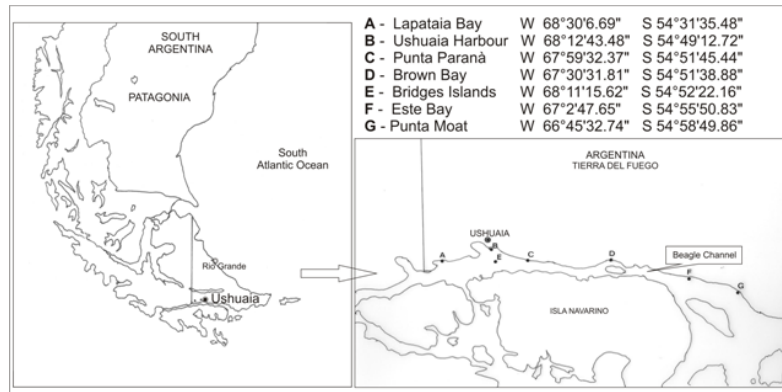 SOUTH
ARGENTINA
PATAGONIA
South
Atlantic Ocean
Rio Grande
Ushuaia
A - Lapataia Bay W 68°30'6.69" S 54°31'35.48"
B - Ushuaia Harbour W 68°12'43.48" S 54°49'12.72"
C - Punta Paranà W 67°59'32.37" S 54°51'45.44"
D - Brown Bay W 67°30'31.81" S 54°51'38.88"
E - Bridges Islands W 68°11'15.62" S 54°52'22.16"
F - Este Bay W 67°2'47.65" S 54°55'50.83"
G - Punta Moat W 66°45'32.74" S 54°58'49.86"
ARGENTINA
TIERRA DEL FUEGO
USHUAIA
A
B
E
C
D
Beagle Channel
F
G
ISLA NAVARINO